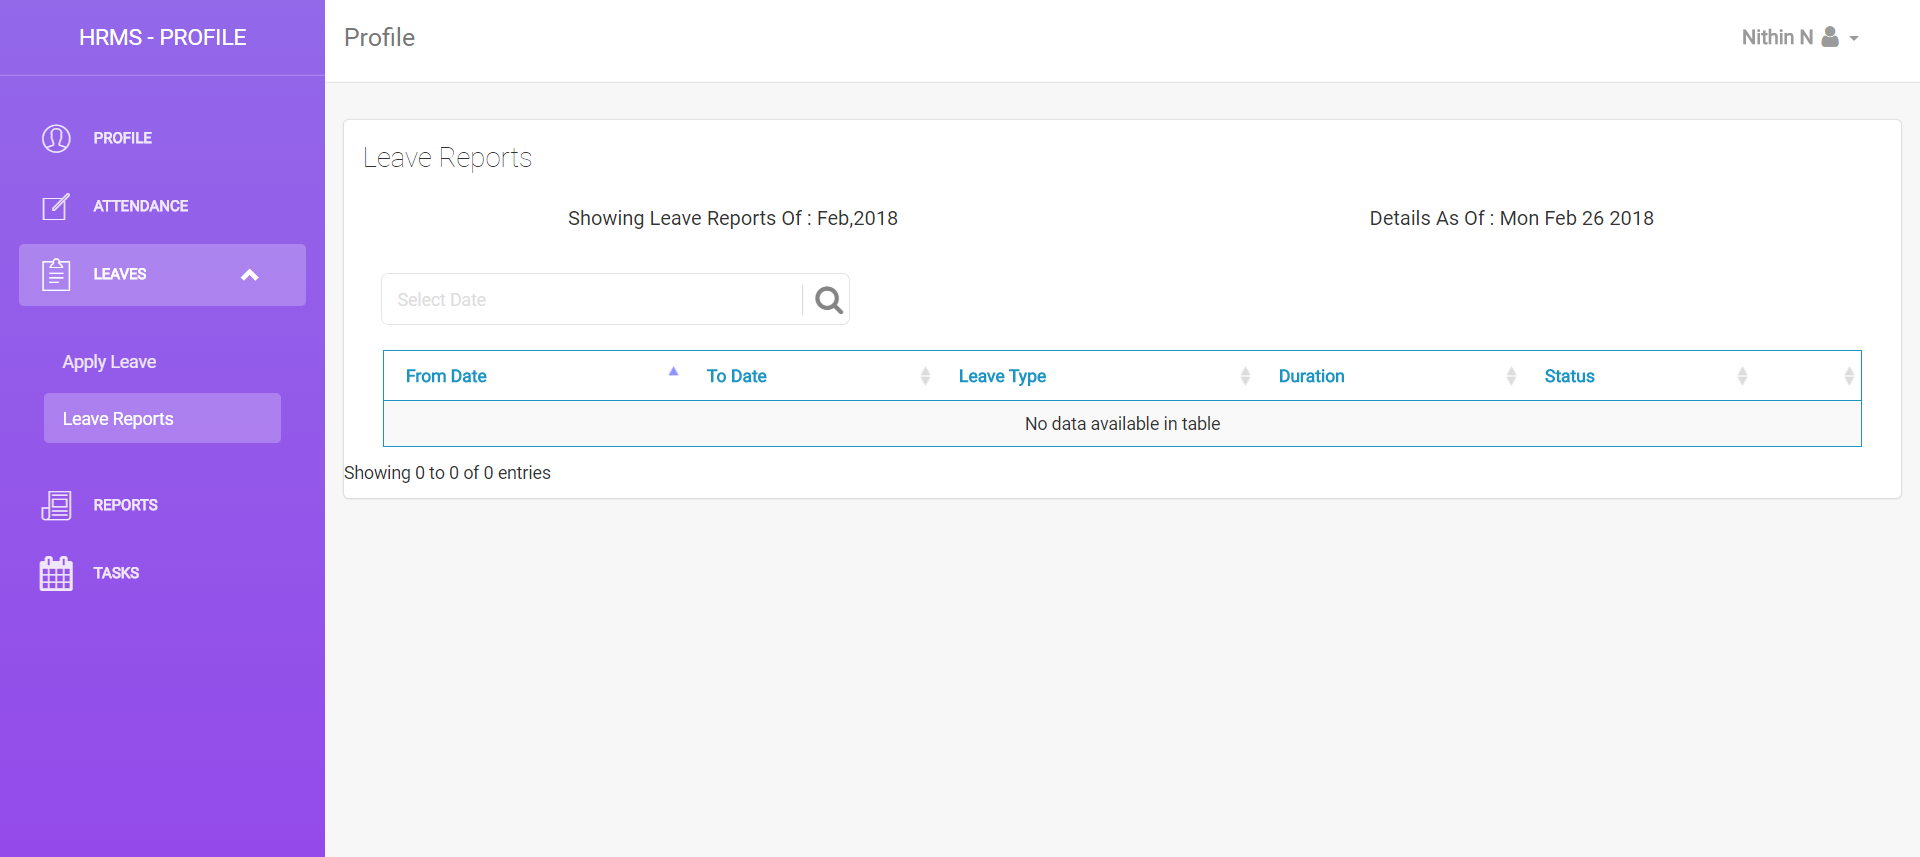 HRMS - PROFILE
Profile
Nithin N
PROFILE
ATTENDANCE
LEAVES
Apply Leave
Leave Reports
REPORTS
TASKS
Leave Reports
Showing Leave Reports Of : Feb,2018
Details As Of : Mon Feb 26 2018
Select Date
From Date To Date Leave Type Duration Status
No data available in table
Showing 0 to 0 of 0 entries